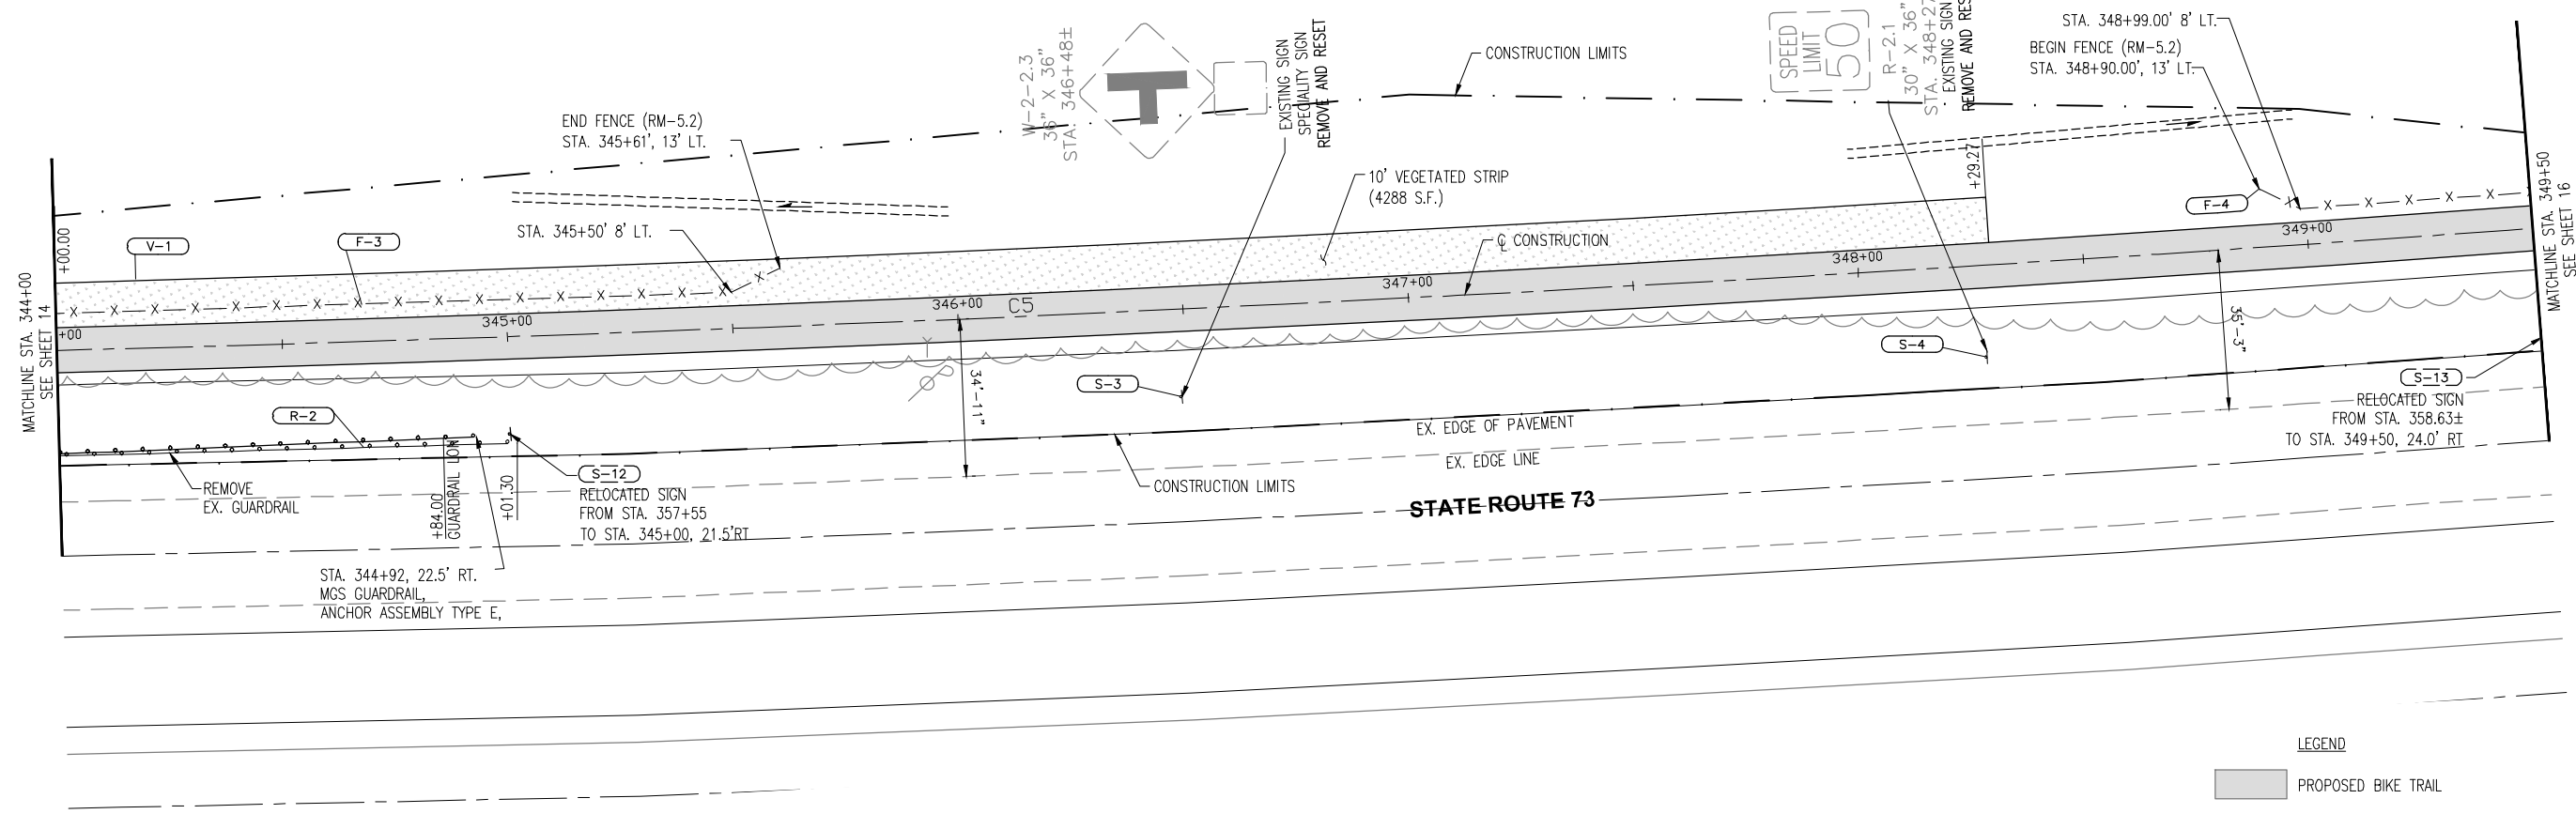 W-2-2.3
36" X 36"
STA. 346+48±
EXISTING SIGN
SPECIALITY SIGN
REMOVE AND RESET
CONSTRUCTION LIMITS
SPEED
LIMIT
50
R-2.1
30" X 36"
EXISTING SIGN
STA. 348+99.00' 8' LT.
BEGIN FENCE (RM-5.2)
STA. 348+90.00', 13' LT.
END FENCE (RM-5.2)
STA. 345+61', 13' LT.
STA. 345+50' 8' LT.
10' VEGETATED STRIP
(4288 S.F.)
+29.27
F-4
MATCHLINE STA. 349+50
SEE SHEET 16
MATCHLINE STA. 344+00
SEE SHEET 14
+00.00
V-1
F-3
℄ CONSTRUCTION
+00
345+00
346+00
C5
347+00
348+00
349+00
34'-11"
35'-3"
S-3
S-4
S-13
RELOCATED SIGN
FROM STA. 358.63±
TO STA. 349+50, 24.0' RT
R-2
REMOVE
EX. GUARDRAIL
+84.00
GUARDRAIL LON
+01.30
S-12
RELOCATED SIGN
FROM STA. 357+55
TO STA. 345+00, 21.5'RT
STA. 344+92, 22.5' RT.
MGS GUARDRAIL,
ANCHOR ASSEMBLY TYPE E,
CONSTRUCTION LIMITS
EX. EDGE OF PAVEMENT
EX. EDGE LINE
STATE ROUTE 73
LEGEND
PROPOSED BIKE TRAIL